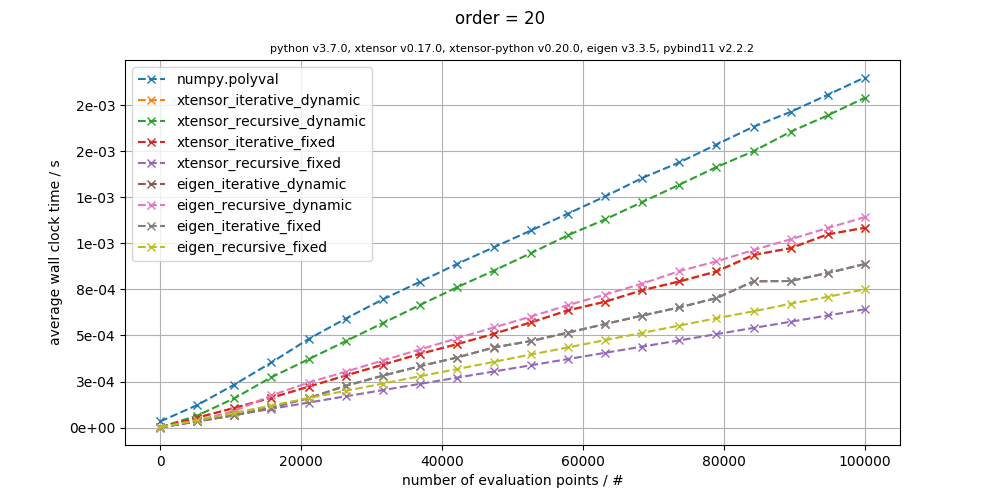 order = 20
python v3.7.0, xtensor v0.17.0, xtensor-python v0.20.0, eigen v3.3.5, pybind11 v2.2.2
numpy.polyval
xtensor_iterative_dynamic
xtensor_recursive_dynamic
xtensor_iterative_fixed
xtensor_recursive_fixed
eigen_iterative_dynamic
eigen_recursive_dynamic
eigen_iterative_fixed
eigen_recursive_fixed
average wall clock time / s
2e-03
2e-03
1e-03
1e-03
8e-04
5e-04
3e-04
0e+00
0 20000 40000 60000 80000 100000
number of evaluation points / #